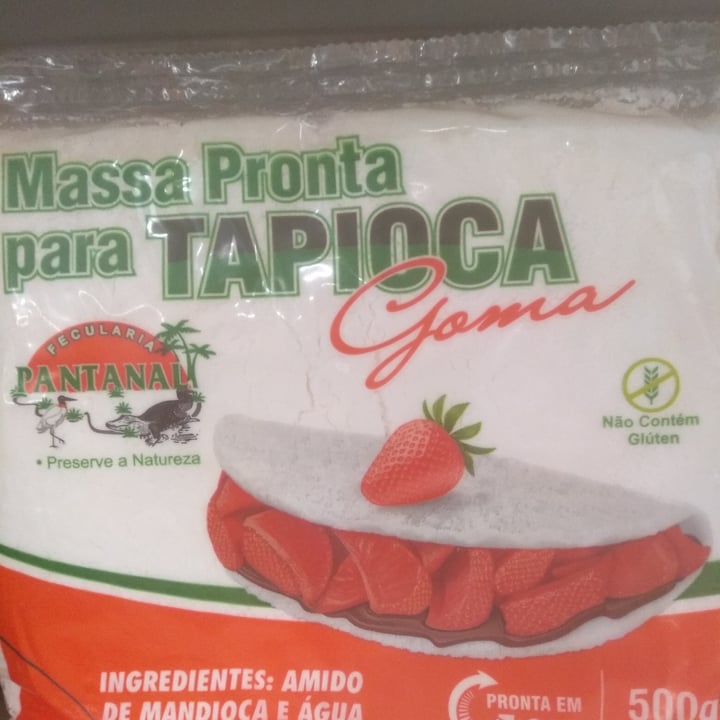 Massa Pronta
para TAPIOCA
Goma
FECULARIA
PANTANAL
• Preserve a Natureza
Não Contém
Glúten
INGREDIENTES: AMIDO
DE MANDIOCA E ÁGUA
PRONTA EM
500g